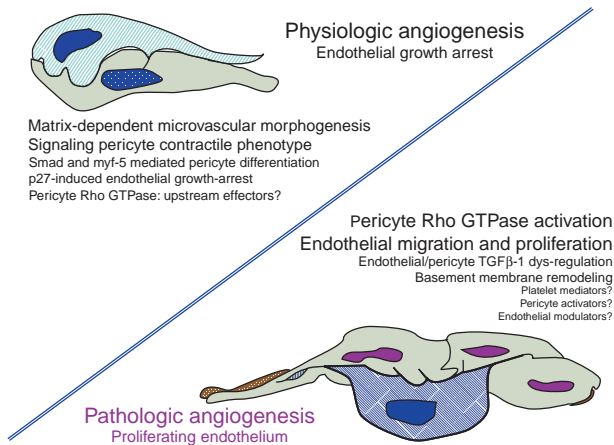 Physiologic angiogenesis
Endothelial growth arrest
Matrix-dependent microvascular morphogenesis
Signaling pericyte contractile phenotype
Smad and myf-5 mediated pericyte differentiation
p27-induced endothelial growth-arrest
Pericyte Rho GTPase: upstream effectors?
Pericyte Rho GTPase activation
Endothelial migration and proliferation
Endothelial/pericyte TGFβ-1 dys-regulation
Basement membrane remodeling
Platelet mediators?
Pericyte activators?
Endothelial modulators?
Pathologic angiogenesis
Proliferating endothelium